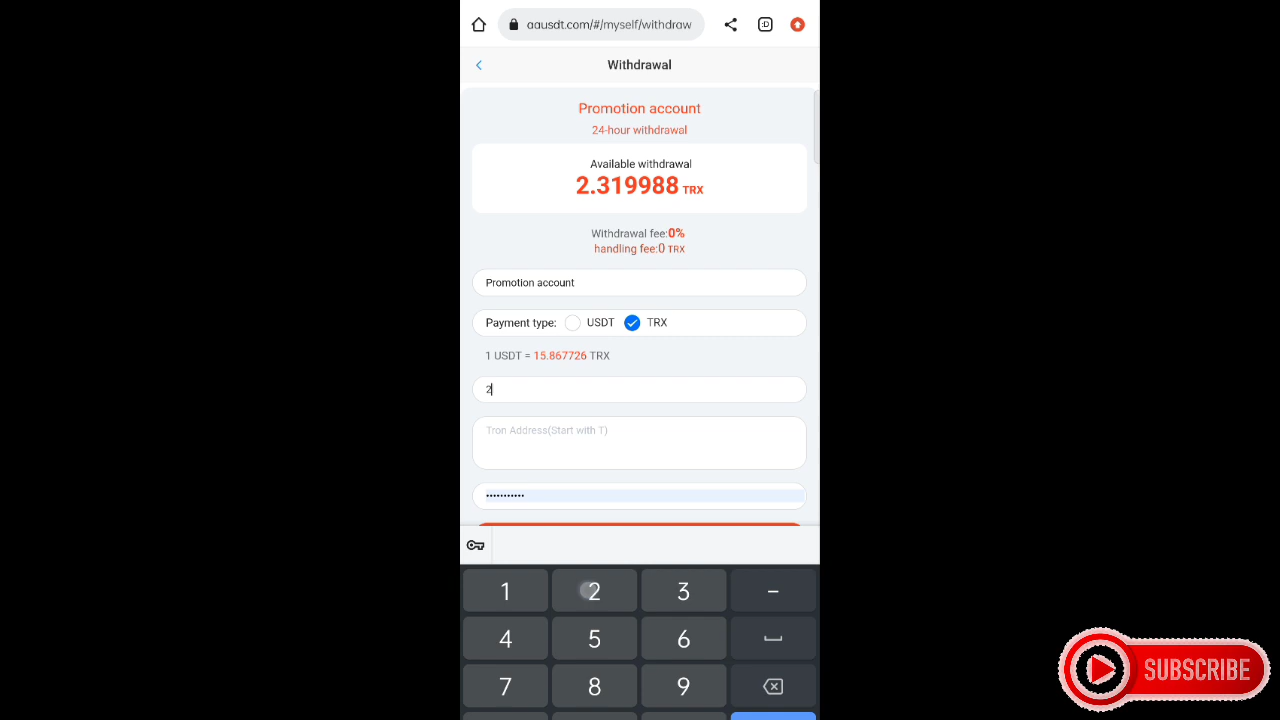 aausdt.com/#/myself/withdraw
:D
Withdrawal
Promotion account
24-hour withdrawal
Available withdrawal
2.319988 TRX
Withdrawal fee:0%
handling fee:0 TRX
Promotion account
Payment type: USDT TRX
1 USDT = 15.867726 TRX
2
Tron Address(Start with T)
•••••••••••
1 2 3 –
4 5 6
7 8 9
SUBSCRIBE